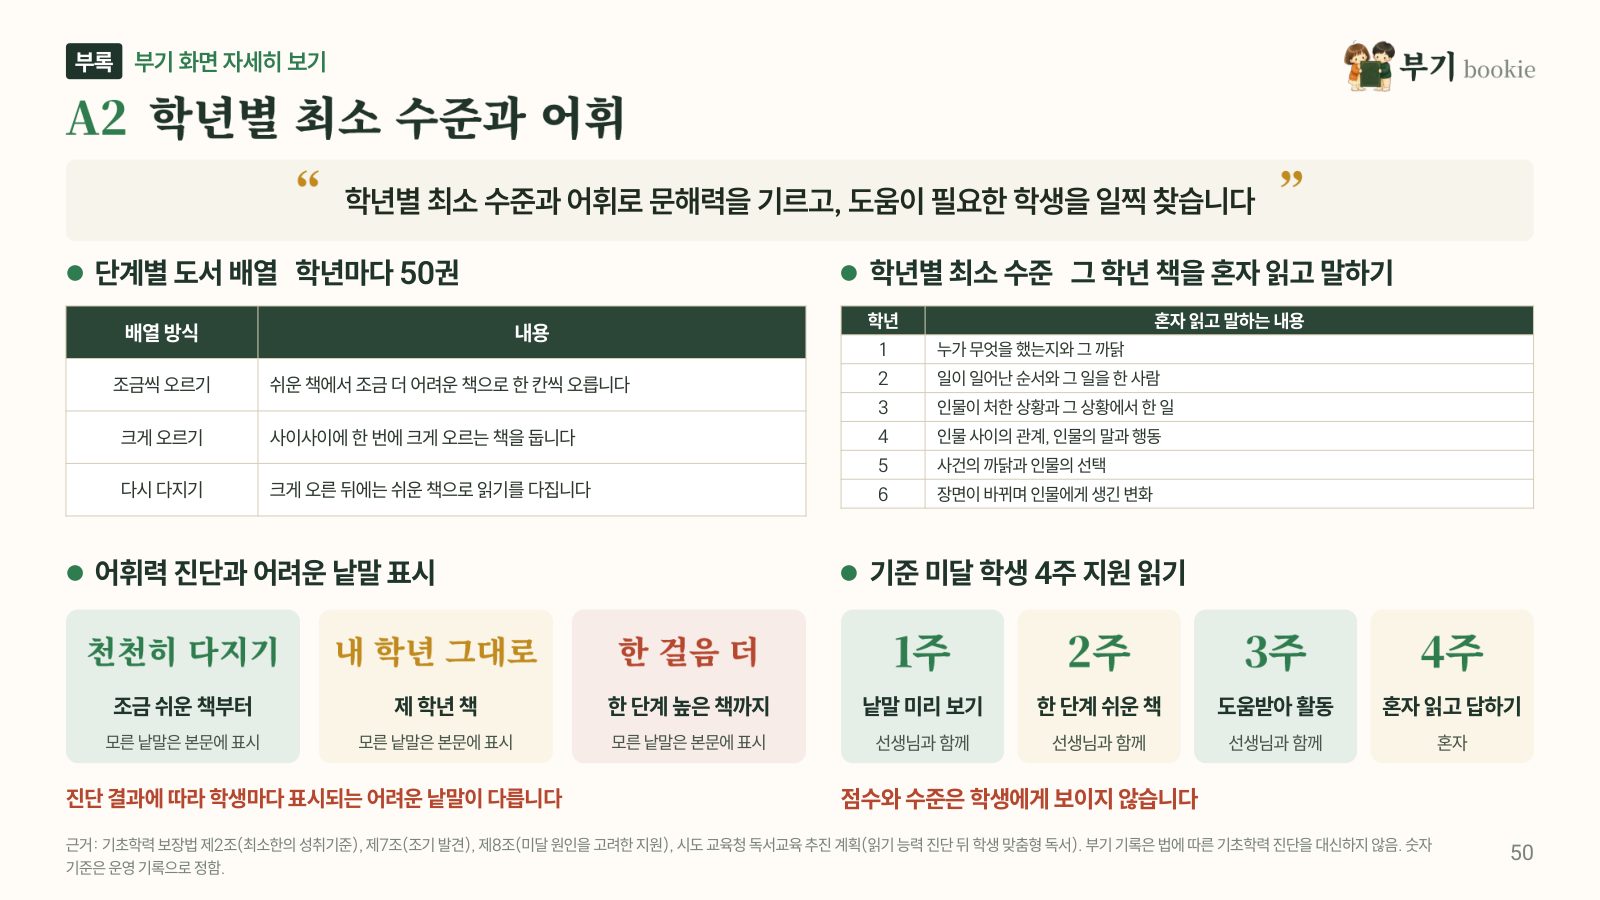 부록 부기 화면 자세히 보기
부기 bookie
A2 학년별 최소 수준과 어휘
“ 학년별 최소 수준과 어휘로 문해력을 기르고, 도움이 필요한 학생을 일찍 찾습니다 ”
단계별 도서 배열 학년마다 50권
배열 방식 내용
조금씩 오르기 쉬운 책에서 조금 더 어려운 책으로 한 칸씩 오릅니다
크게 오르기 사이사이에 한 번에 크게 오르는 책을 둡니다
다시 다지기 크게 오른 뒤에는 쉬운 책으로 읽기를 다집니다
학년별 최소 수준 그 학년 책을 혼자 읽고 말하기
학년 혼자 읽고 말하는 내용
1 누가 무엇을 했는지와 그 까닭
2 일이 일어난 순서와 그 일을 한 사람
3 인물이 처한 상황과 그 상황에서 한 일
4 인물 사이의 관계, 인물의 말과 행동
5 사건의 까닭과 인물의 선택
6 장면이 바뀌며 인물에게 생긴 변화
어휘력 진단과 어려운 낱말 표시
천천히 다지기
조금 쉬운 책부터
모른 낱말은 본문에 표시
내 학년 그대로
제 학년 책
모른 낱말은 본문에 표시
한 걸음 더
한 단계 높은 책까지
모른 낱말은 본문에 표시
진단 결과에 따라 학생마다 표시되는 어려운 낱말이 다릅니다
기준 미달 학생 4주 지원 읽기
1주
낱말 미리 보기
선생님과 함께
2주
한 단계 쉬운 책
선생님과 함께
3주
도움받아 활동
선생님과 함께
4주
혼자 읽고 답하기
혼자
점수와 수준은 학생에게 보이지 않습니다
근거: 기초학력 보장법 제2조(최소한의 성취기준), 제7조(조기 발견), 제8조(미달 원인을 고려한 지원), 시도 교육청 독서교육 추진 계획(읽기 능력 진단 뒤 학생 맞춤형 독서). 부기 기록은 법에 따른 기초학력 진단을 대신하지 않음. 숫자
기준은 운영 기록으로 정함.
50